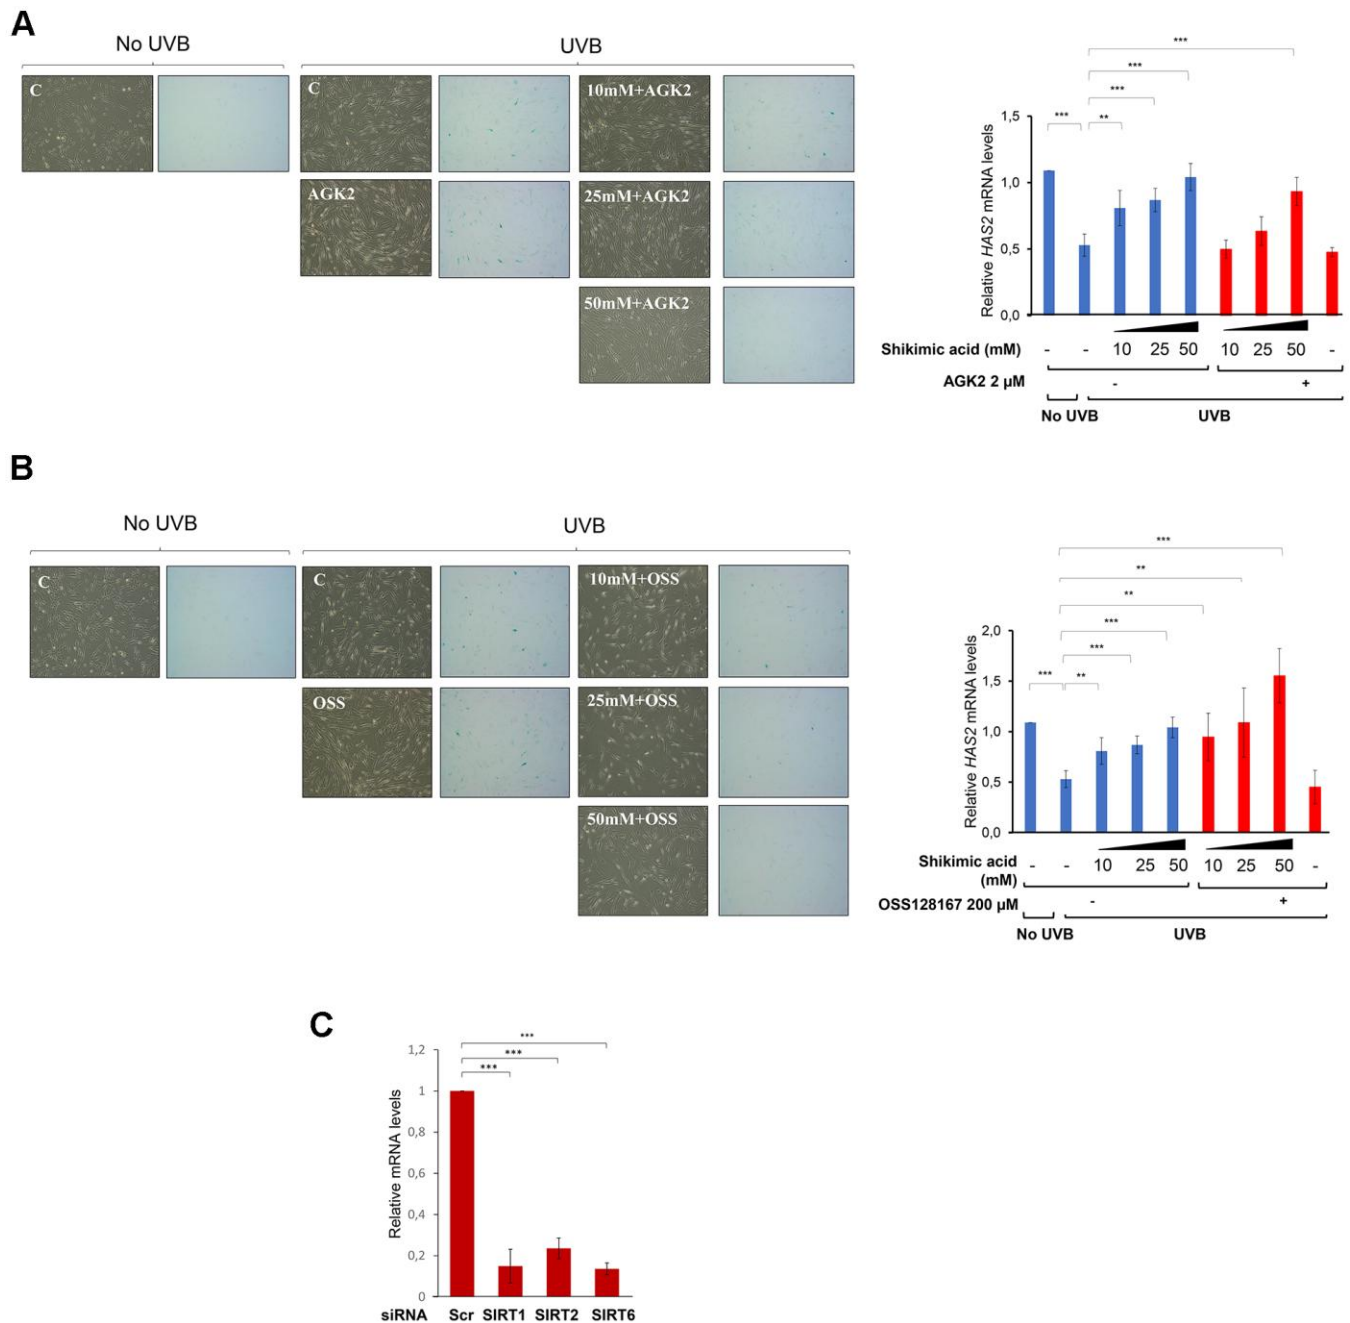 A
No UVB
UVB
C
C
10mM+AGK2
AGK2
25mM+AGK2
50mM+AGK2
***
***
***
***
**
Relative HAS2 mRNA levels
1,5
1,0
0,5
0,0
Shikimic acid (mM)
- - 10 25 50 10 25 50 -
AGK2 2 µM
- +
No UVB UVB
B
No UVB
UVB
C
C
10mM+OSS
OSS
25mM+OSS
50mM+OSS
***
**
**
***
***
***
**
Relative HAS2 mRNA levels
2,0
1,5
1,0
0,5
0,0
Shikimic acid
(mM)
- - 10 25 50 10 25 50 -
OSS128167 200 µM
- +
No UVB UVB
C
***
***
***
Relative mRNA levels
1,2
1
0,8
0,6
0,4
0,2
0
siRNA Scr SIRT1 SIRT2 SIRT6